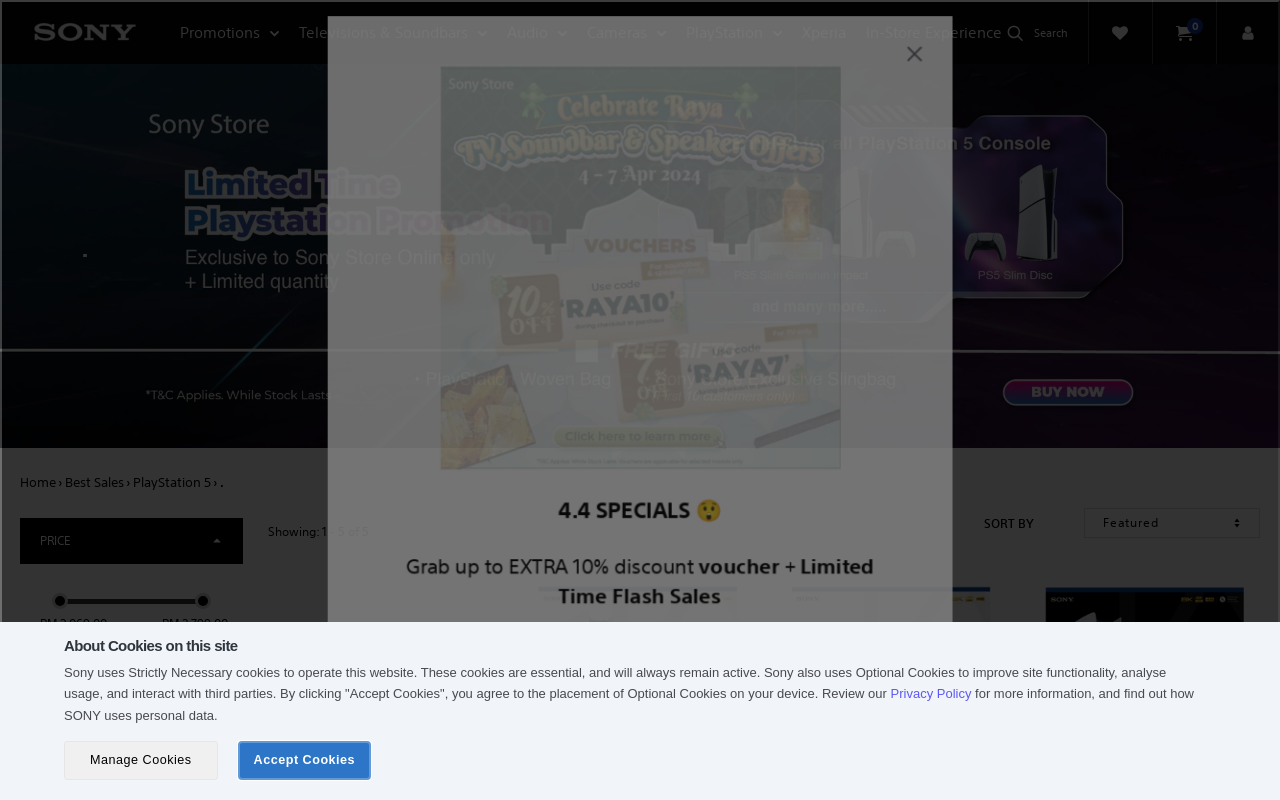 SONY
Promotions
Televisions & Soundbars
Audio
Cameras
PlayStation
Xperia
In-Store Experience
Search
0
Sony Store
Limited Time
Playstation Promotion
Exclusive to Sony Store Online only
+ Limited quantity
*T&C Applies. While Stock Lasts
Sony Store
Celebrate Raya
TV, Soundbar & Speaker Offers
4 – 7 Apr 2024
VOUCHERS
10% OFF
Use code
'RAYA10'
7% OFF
Use code
'RAYA7'
Click here to learn more
all PlayStation 5 Console
PS5 Slim Disc
and many more
FREE GIFTS
• PlayStation Woven Bag
Exclusive Slingbag
BUY NOW
Home › Best Sales › PlayStation 5 › .
PRICE
Showing: 1 - 5 of 5
SORT BY
Featured
4.4 SPECIALS 😲
Grab up to EXTRA 10% discount voucher + Limited
Time Flash Sales
SONY
About Cookies on this site
Sony uses Strictly Necessary cookies to operate this website. These cookies are essential, and will always remain active. Sony also uses Optional Cookies to improve site functionality, analyse
usage, and interact with third parties. By clicking "Accept Cookies", you agree to the placement of Optional Cookies on your device. Review our Privacy Policy for more information, and find out how
SONY uses personal data.
Manage Cookies
Accept Cookies